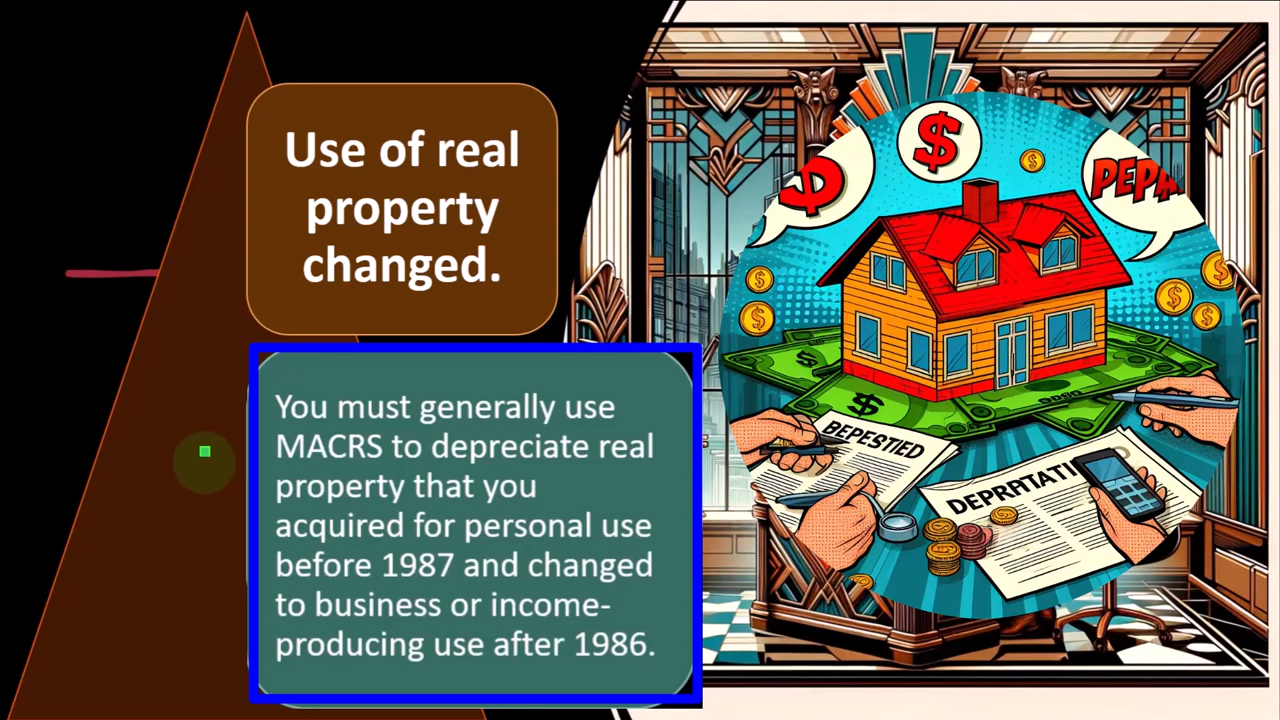 Use of real
property
changed.
You must generally use
MACRS to depreciate real
property that you
acquired for personal use
before 1987 and changed
to business or income-
producing use after 1986.
$
$
BEPESTIED